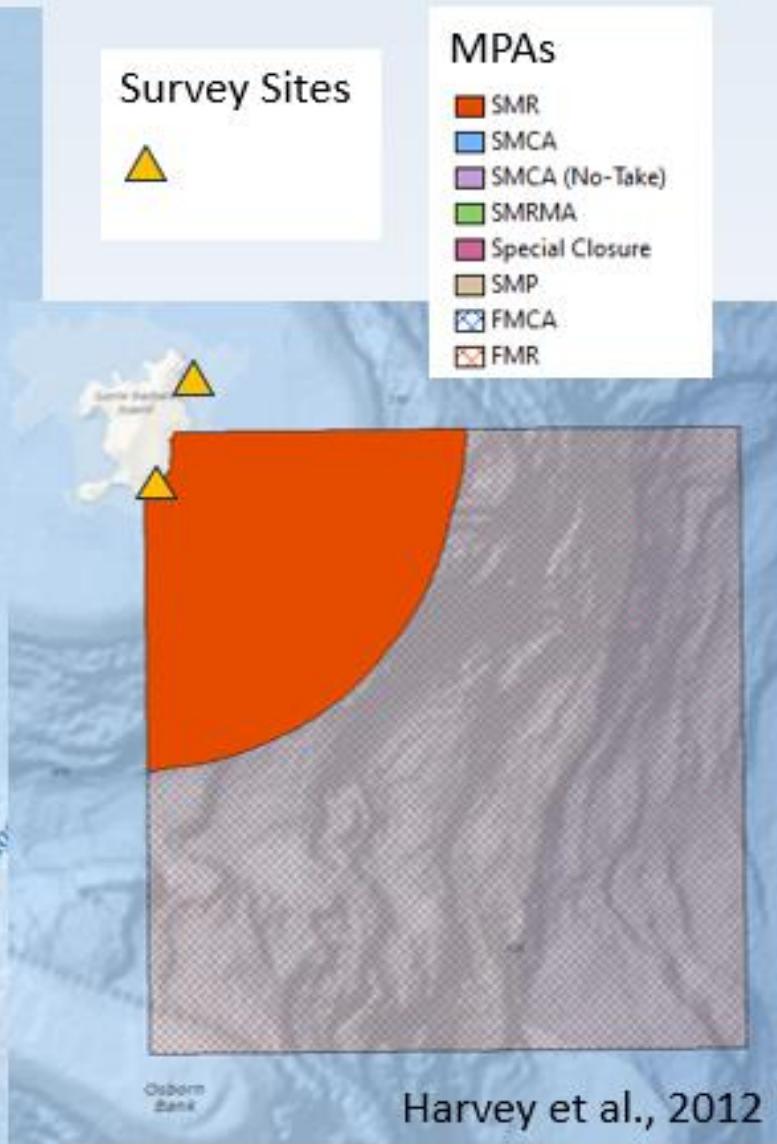 Survey Sites
MPAs
SMR
SMCA
SMCA (No-Take)
SMRMA
Special Closure
SMP
FMCA
FMR
Island
Osborn
Bank
Harvey et al., 2012